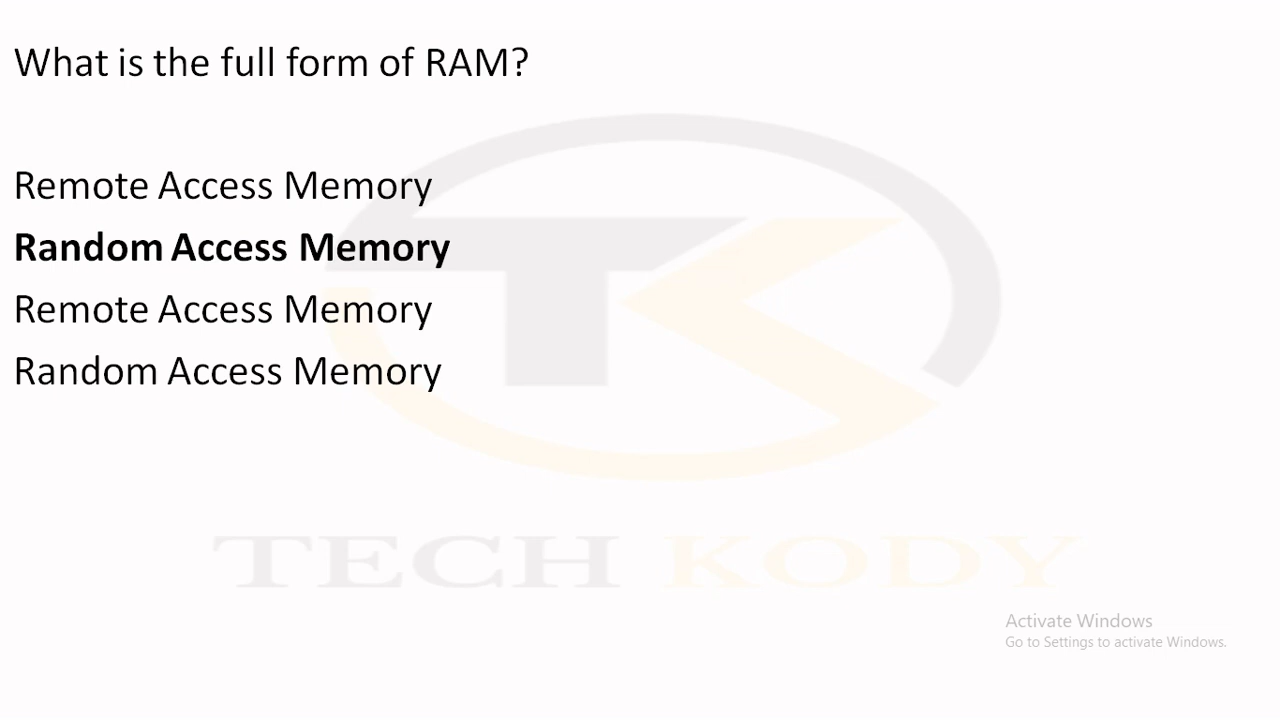 What is the full form of RAM?
Remote Access Memory
Random Access Memory
Remote Access Memory
Random Access Memory
TECH KODY
Activate Windows
Go to Settings to activate Windows.